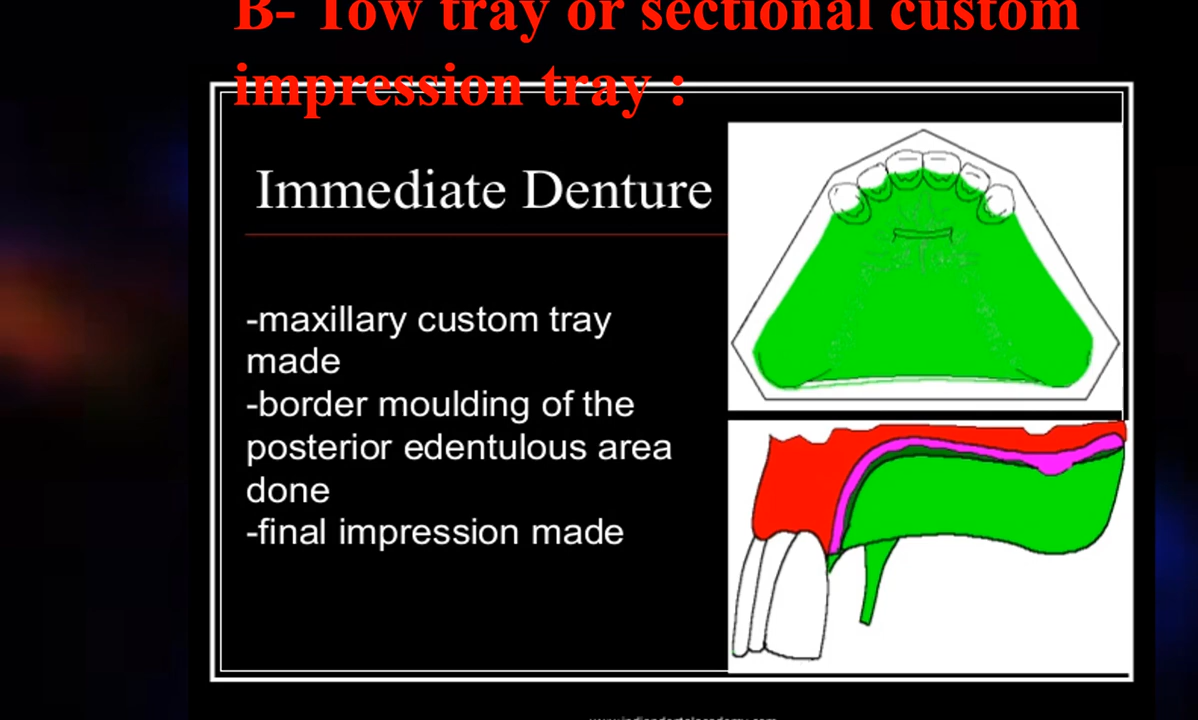 B- Tow tray or sectional custom
impression tray :
Immediate Denture
-maxillary custom tray
made
-border moulding of the
posterior edentulous area
done
-final impression made